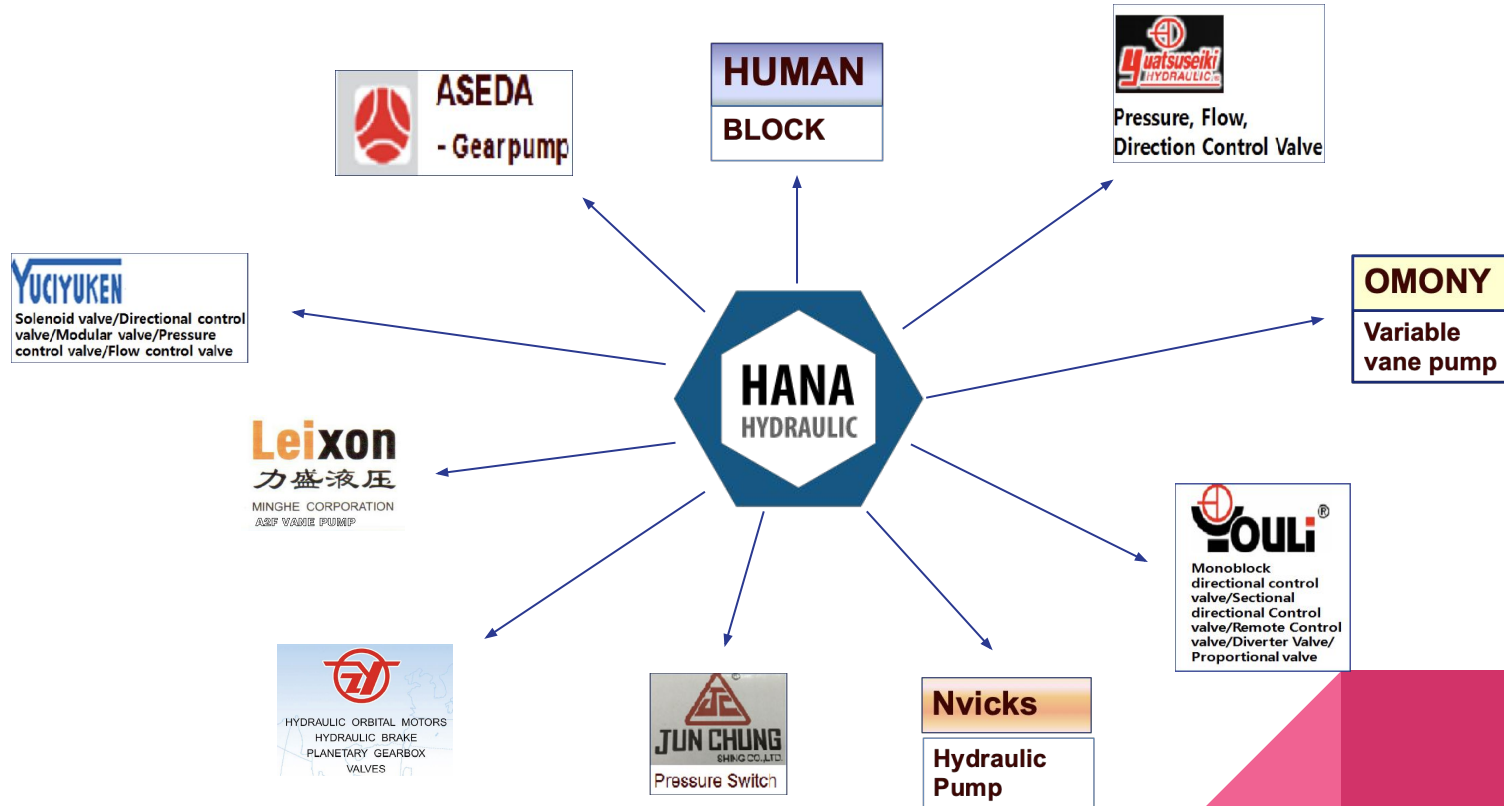 ASEDA
- Gearpump
HUMAN
BLOCK
Yuatsuseiki
HYDRAULIC
Pressure, Flow,
Direction Control Valve
YUCIYUKEN
Solenoid valve/Directional control
valve/Modular valve/Pressure
control valve/Flow control valve
OMONY
Variable
vane pump
HANA
HYDRAULIC
Leixon
力盛液压
MINGHE CORPORATION
A2F VANE PUMP
YOULi®
Monoblock
directional control
valve/Sectional
directional Control
valve/Remote Control
valve/Diverter Valve/
Proportional valve
HYDRAULIC ORBITAL MOTORS
HYDRAULIC BRAKE
PLANETARY GEARBOX
VALVES
JC
®
JUN CHUNG
SHING CO.,LTD.
Pressure Switch
Nvicks
Hydraulic
Pump